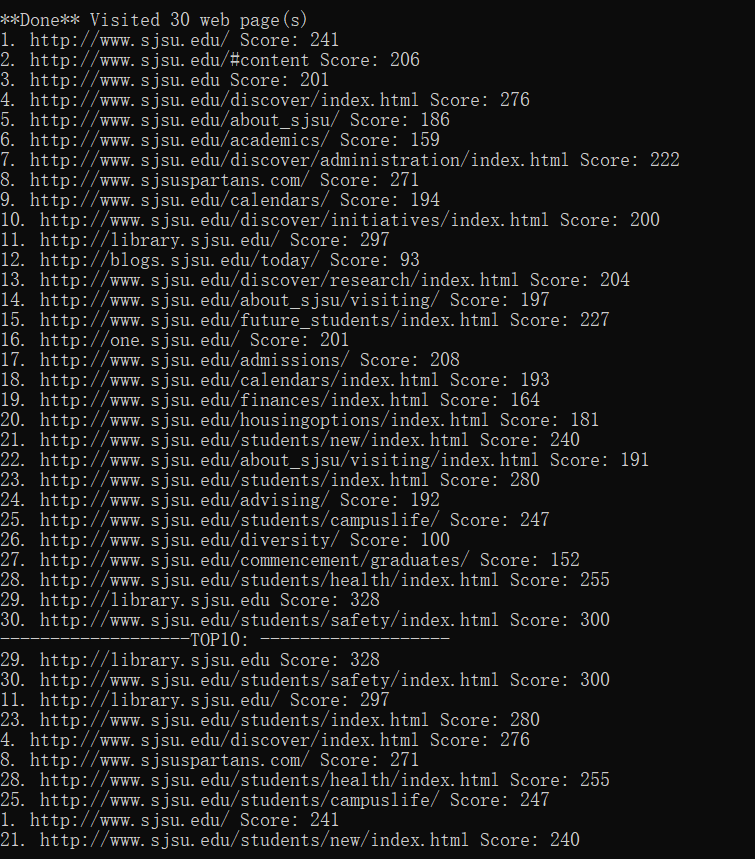 **Done** Visited 30 web page(s)
1. http://www.sjsu.edu/ Score: 241
2. http://www.sjsu.edu/#content Score: 206
3. http://www.sjsu.edu Score: 201
4. http://www.sjsu.edu/discover/index.html Score: 276
5. http://www.sjsu.edu/about_sjsu/ Score: 186
6. http://www.sjsu.edu/academics/ Score: 159
7. http://www.sjsu.edu/discover/administration/index.html Score: 222
8. http://www.sjsuspartans.com/ Score: 271
9. http://www.sjsu.edu/calendars/ Score: 194
10. http://www.sjsu.edu/discover/initiatives/index.html Score: 200
11. http://library.sjsu.edu/ Score: 297
12. http://blogs.sjsu.edu/today/ Score: 93
13. http://www.sjsu.edu/discover/research/index.html Score: 204
14. http://www.sjsu.edu/about_sjsu/visiting/ Score: 197
15. http://www.sjsu.edu/future_students/index.html Score: 227
16. http://one.sjsu.edu/ Score: 201
17. http://www.sjsu.edu/admissions/ Score: 208
18. http://www.sjsu.edu/calendars/index.html Score: 193
19. http://www.sjsu.edu/finances/index.html Score: 164
20. http://www.sjsu.edu/housingoptions/index.html Score: 181
21. http://www.sjsu.edu/students/new/index.html Score: 240
22. http://www.sjsu.edu/about_sjsu/visiting/index.html Score: 191
23. http://www.sjsu.edu/students/index.html Score: 280
24. http://www.sjsu.edu/advising/ Score: 192
25. http://www.sjsu.edu/students/campuslife/ Score: 247
26. http://www.sjsu.edu/diversity/ Score: 100
27. http://www.sjsu.edu/commencement/graduates/ Score: 152
28. http://www.sjsu.edu/students/health/index.html Score: 255
29. http://library.sjsu.edu Score: 328
30. http://www.sjsu.edu/students/safety/index.html Score: 300
-------------------TOP10: -------------------
29. http://library.sjsu.edu Score: 328
30. http://www.sjsu.edu/students/safety/index.html Score: 300
11. http://library.sjsu.edu/ Score: 297
23. http://www.sjsu.edu/students/index.html Score: 280
4. http://www.sjsu.edu/discover/index.html Score: 276
8. http://www.sjsuspartans.com/ Score: 271
28. http://www.sjsu.edu/students/health/index.html Score: 255
25. http://www.sjsu.edu/students/campuslife/ Score: 247
1. http://www.sjsu.edu/ Score: 241
21. http://www.sjsu.edu/students/new/index.html Score: 240